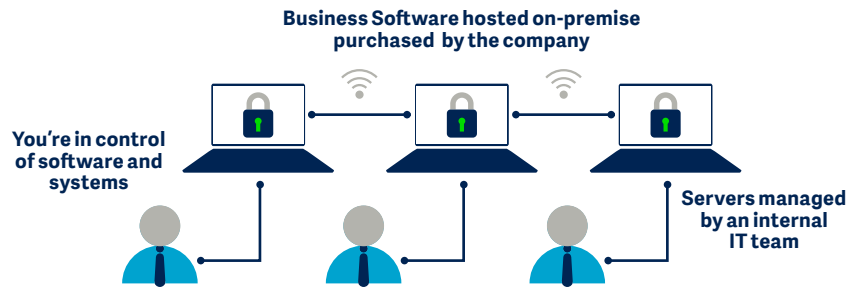 Business Software hosted on-premise
purchased by the company
You're in control
of software and
systems
Servers managed
by an internal
IT team